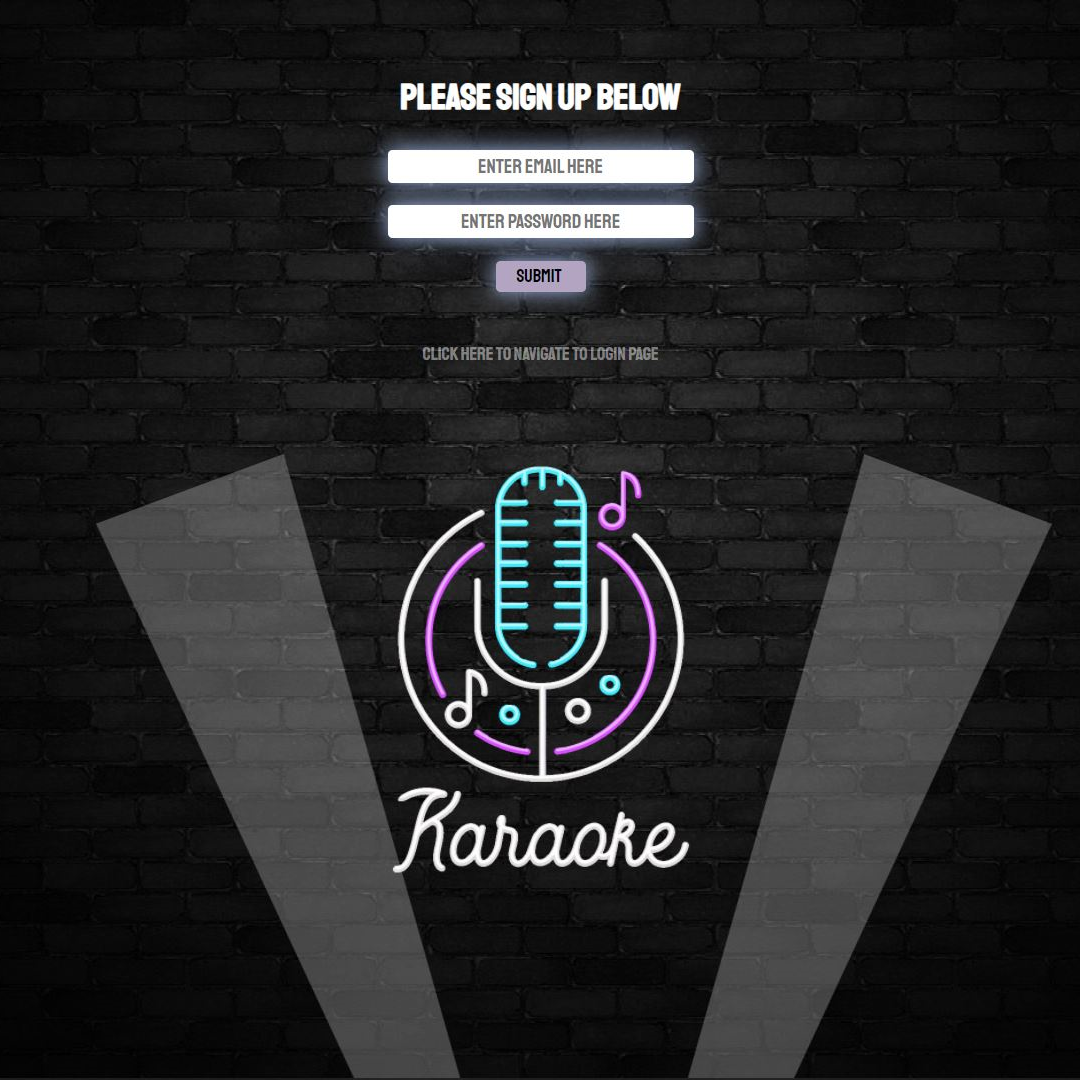 PLEASE SIGN UP BELOW
ENTER EMAIL HERE
ENTER PASSWORD HERE
SUBMIT
CLICK HERE TO NAVIGATE TO LOGIN PAGE
Karaoke